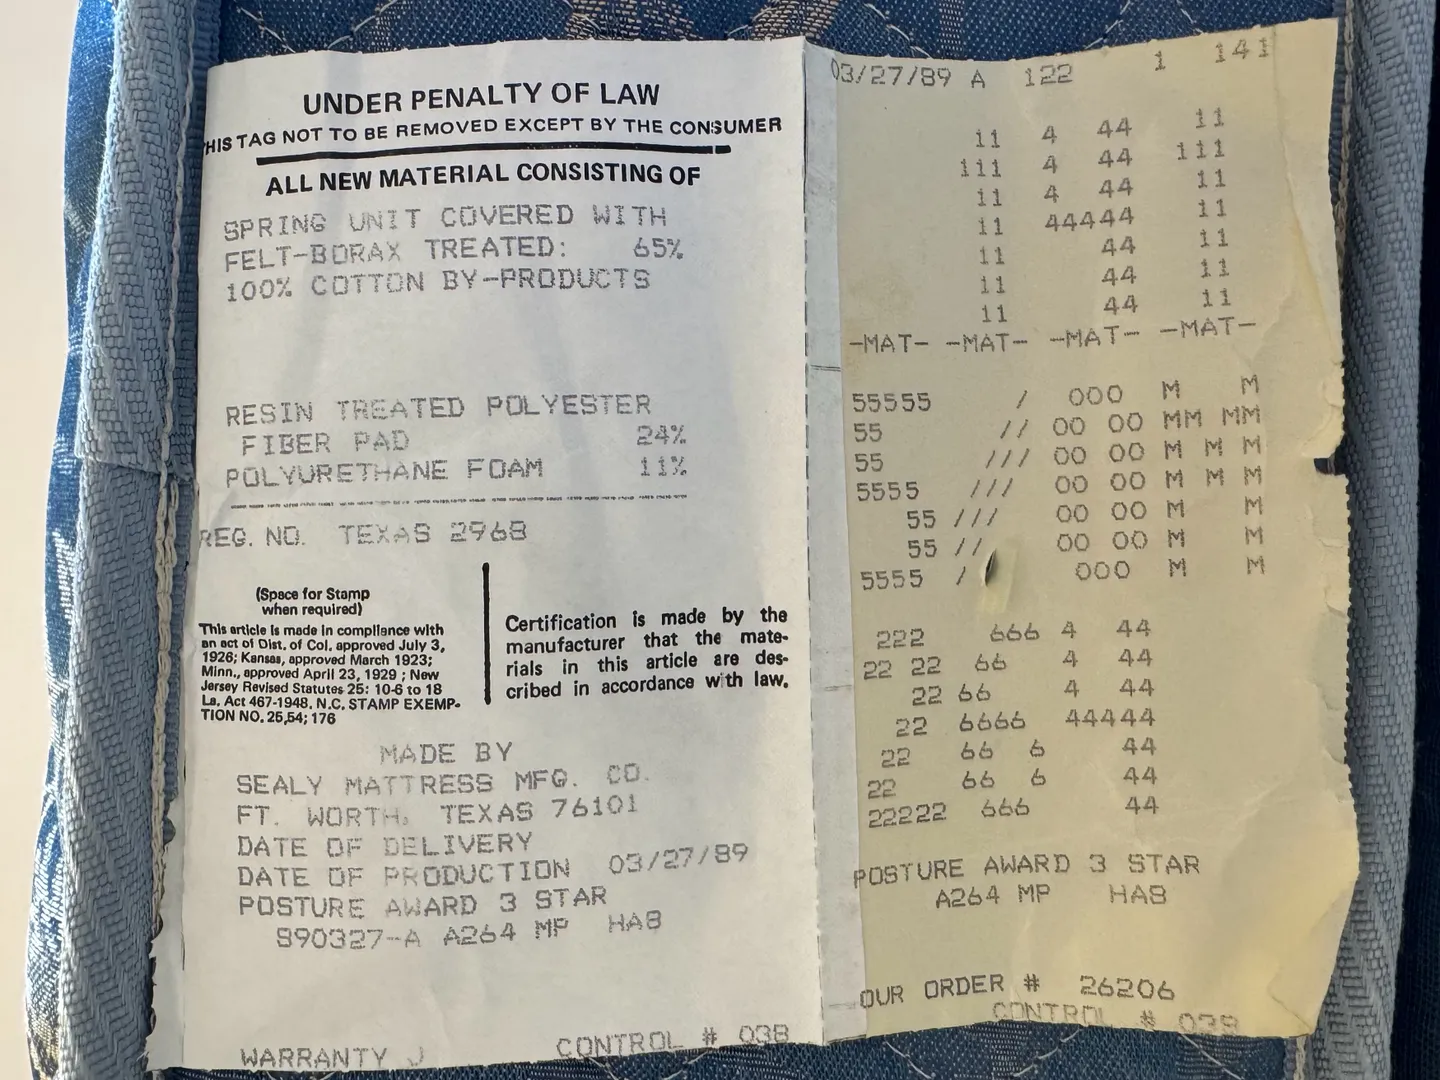 UNDER PENALTY OF LAW
HIS TAG NOT TO BE REMOVED EXCEPT BY THE CONSUMER
ALL NEW MATERIAL CONSISTING OF
SPRING UNIT COVERED WITH
FELT-BORAX TREATED: 65%
100% COTTON BY-PRODUCTS
RESIN TREATED POLYESTER
FIBER PAD 24%
POLYURETHANE FOAM 11%
REG. NO. TEXAS 2968
(Space for Stamp
when required)
This article is made in compliance with
an act of Dist. of Col. approved July 3,
1926; Kansas, approved March 1923;
Minn., approved April 23, 1929 ; New
Jersey Revised Statutes 25: 10-6 to 18
La. Act 467-1948. N.C. STAMP EXEMP-
TION NO. 25,54; 176
Certification is made by the
manufacturer that the mate-
rials in this article are des-
cribed in accordance with law.
MADE BY
SEALY MATTRESS MFG. CO.
FT. WORTH, TEXAS 76101
DATE OF DELIVERY
DATE OF PRODUCTION 03/27/89
POSTURE AWARD 3 STAR
S90327-A A264 MP HA8
WARRANTY J CONTROL # 038
03/27/89 A 122 1 141
11 4 44 11
111 4 44 111
11 4 44 11
11 44444 11
11 44 11
11 44 11
11 44 11
-MAT- -MAT- -MAT- -MAT-
55555 / 000 M M
55 // 00 00 MM MM
55 /// 00 00 M M M
5555 /// 00 00 M M M
55 /// 00 00 M M
55 // 00 00 M M
5555 / 000 M M
222 666 4 44
22 22 66 4 44
22 66 4 44
22 6666 44444
22 66 6 44
22 66 6 44
22222 666 44
POSTURE AWARD 3 STAR
A264 MP HA8
OUR ORDER # 26206
CONTROL # 038